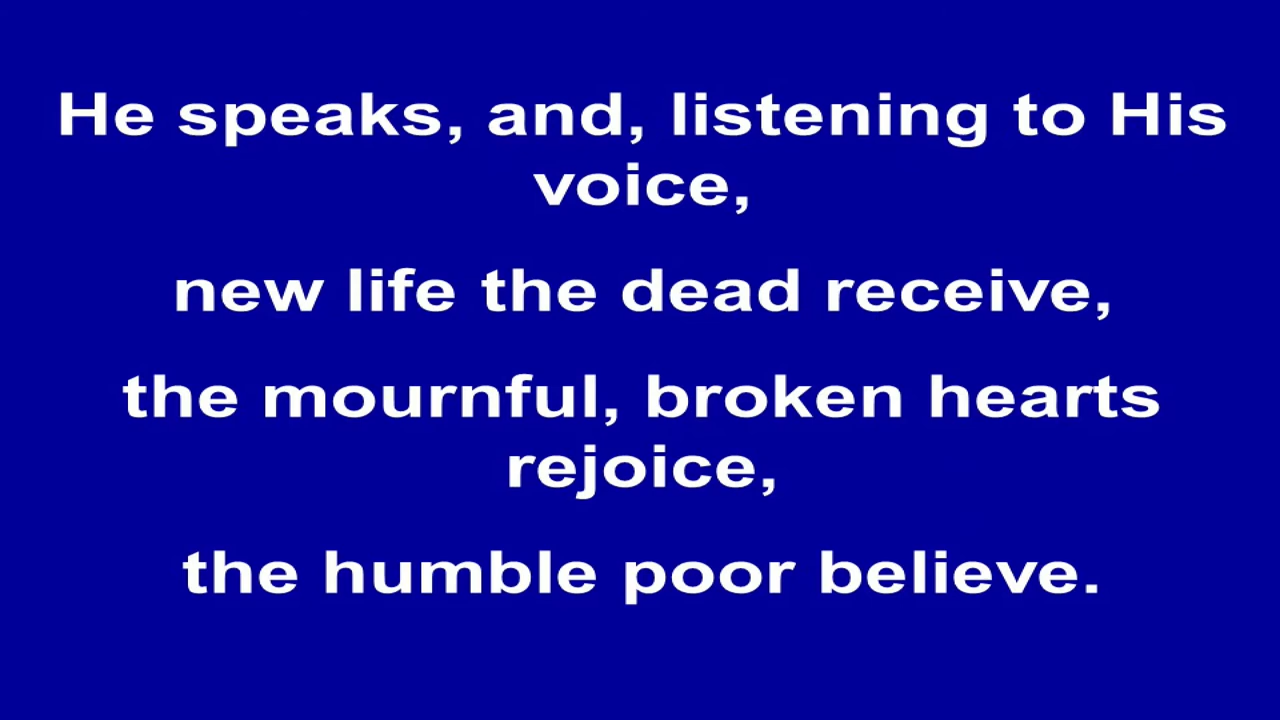 He speaks, and, listening to His
voice,
new life the dead receive,
the mournful, broken hearts
rejoice,
the humble poor believe.